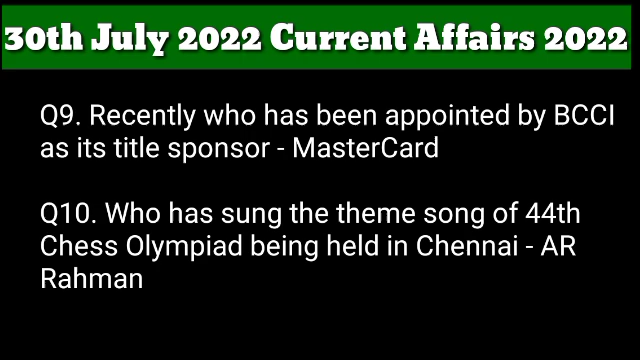 30th July 2022 Current Affairs 2022
Q9. Recently who has been appointed by BCCI
as its title sponsor - MasterCard
Q10. Who has sung the theme song of 44th
Chess Olympiad being held in Chennai - AR
Rahman